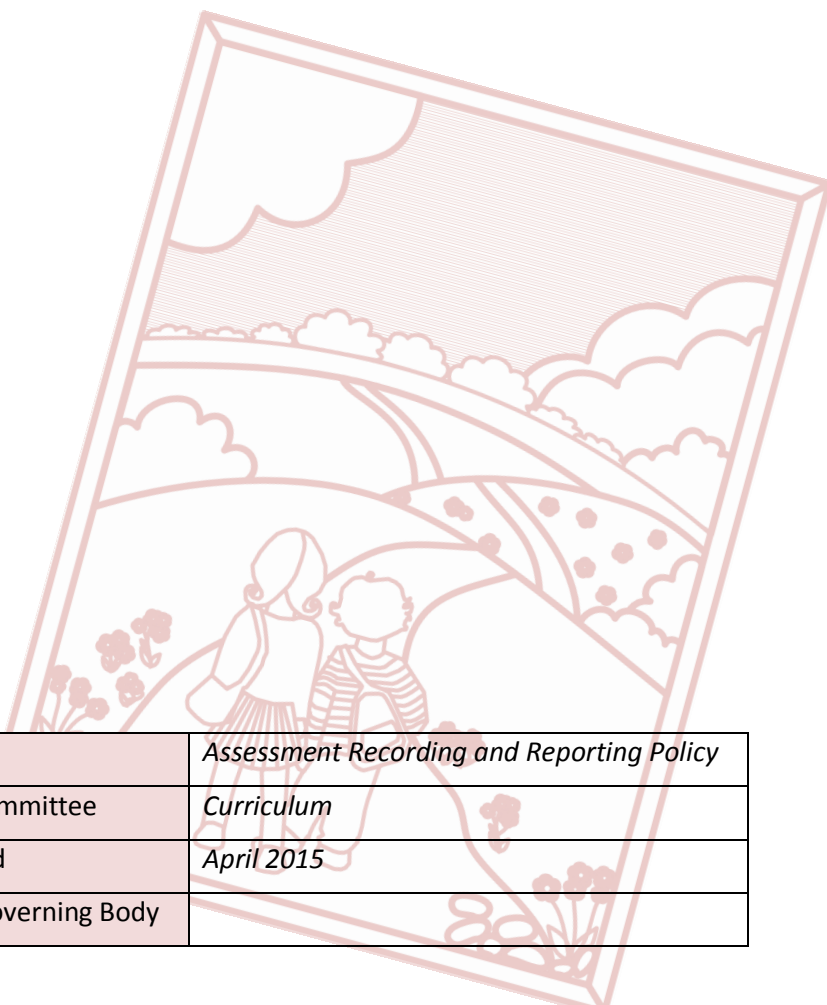 Assessment Recording and Reporting Policy
mmittee Curriculum
d April 2015
overning Body